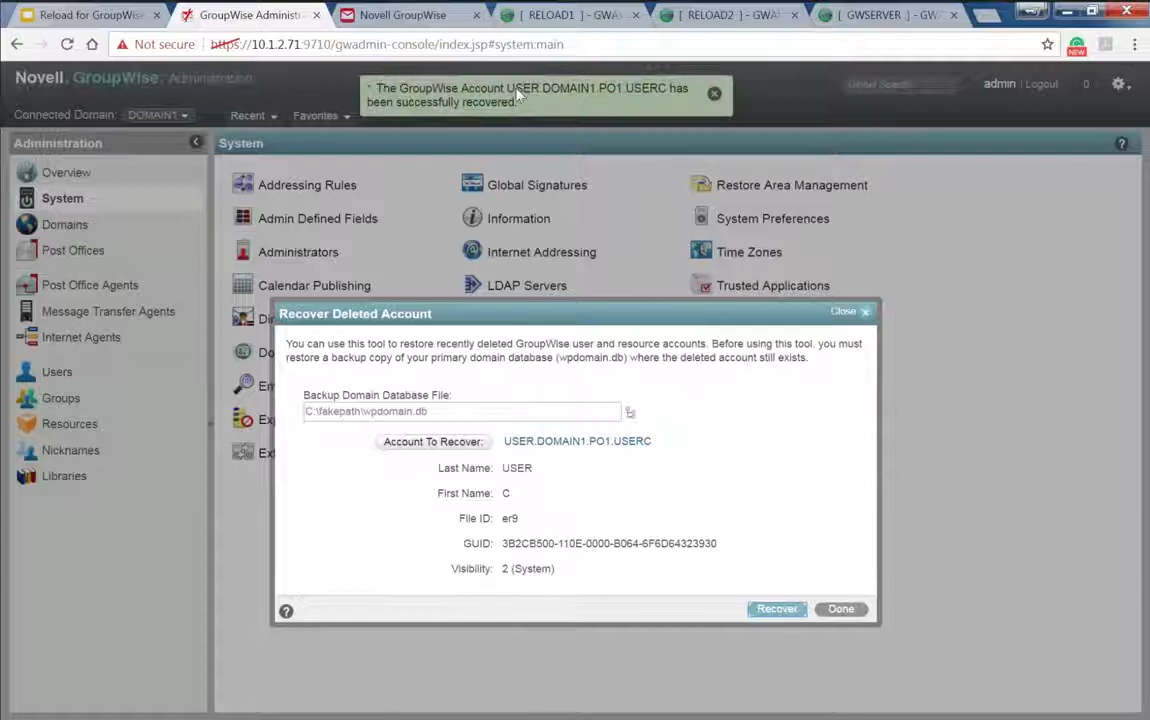 Reload for GroupWise
GroupWise Administ
Novell GroupWise
[ RELOAD1 ] - GWA
[ RELOAD2 ] - GWA
[ GWSERVER ] - GW
Not secure
https://10.1.2.71:9710/gwadmin-console/index.jsp#system:main
NEW
Novell. GroupWise. Administration
* The GroupWise Account USER.DOMAIN1.PO1.USERC has
been successfully recovered.
admin | Logout
0
Connected Domain: DOMAIN1
Recent
Favorites
Administration
System
Overview
System
Domains
Post Offices
Post Office Agents
Message Transfer Agents
Internet Agents
Users
Groups
Resources
Nicknames
Libraries
Addressing Rules
Global Signatures
Restore Area Management
Admin Defined Fields
Information
System Preferences
Administrators
Internet Addressing
Time Zones
Calendar Publishing
LDAP Servers
Trusted Applications
Di
Do
En
Exp
Ext
Recover Deleted Account
Close
You can use this tool to restore recently deleted GroupWise user and resource accounts. Before using this tool, you must
restore a backup copy of your primary domain database (wpdomain.db) where the deleted account still exists.
Backup Domain Database File:
C:\fakepath\wpdomain.db
Account To Recover: USER.DOMAIN1.PO1.USERC
Last Name: USER
First Name: C
File ID: er9
GUID: 3B2CB500-110E-0000-B064-6F6D64323930
Visibility: 2 (System)
Recover
Done